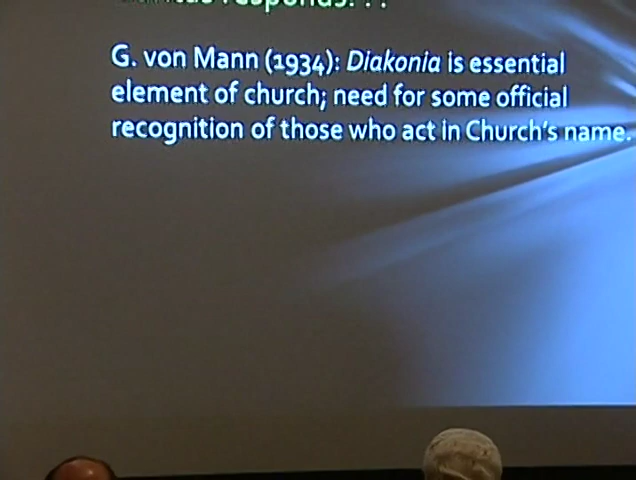 responds. . .
G. von Mann (1934): Diakonia is essential
element of church; need for some official
recognition of those who act in Church's name.